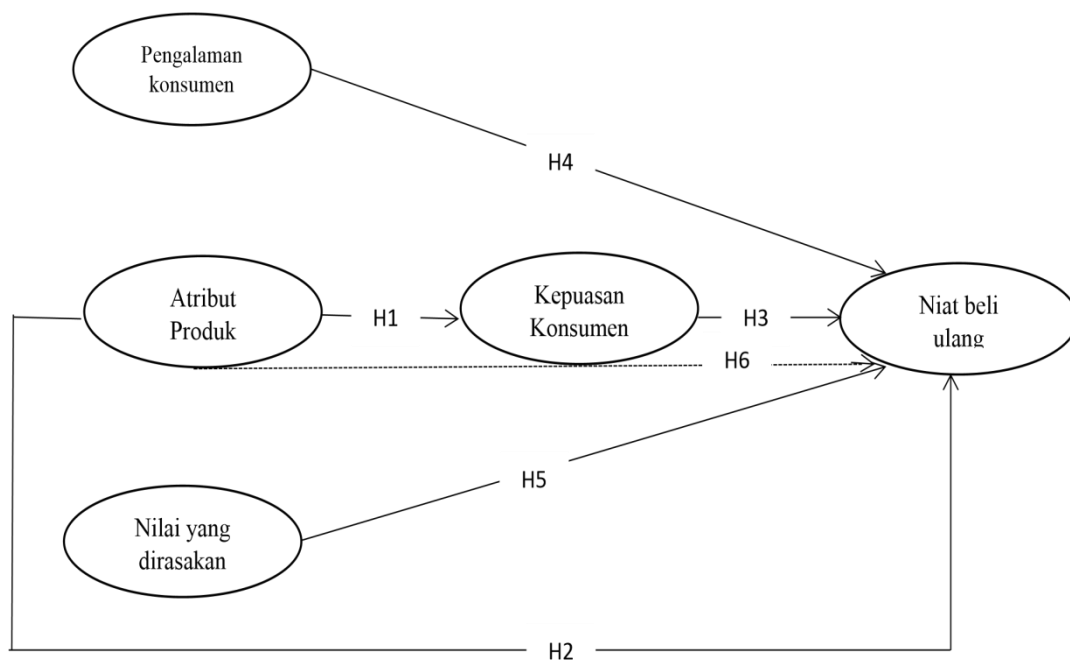 Pengalaman
konsumen
H4
Atribut
Produk
H1
Kepuasan
Konsumen
H3
Niat beli
ulang
H6
H5
Nilai yang
dirasakan
H2